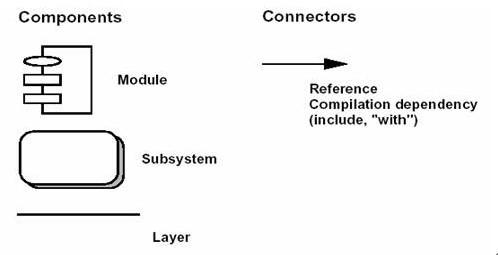 Components
Connectors
Module
Reference
Compilation dependency
(include, "with")
Subsystem
Layer